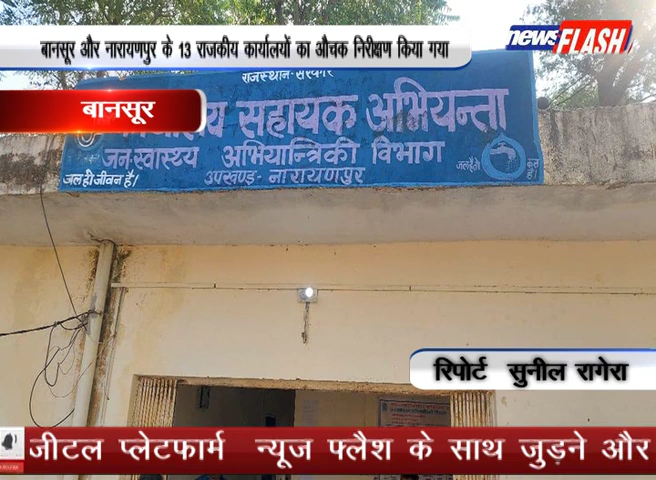 बानसूर और नारायणपुर के 13 राजकीय कार्यालयों का औचक निरीक्षण किया गया
news FLASH
राजस्थान-सरकार
बानसूर
सहायक अभियन्ता
जन-स्वास्थ्य अभियान्त्रिकी विभाग
जल ही जीवन है।
उपखण्ड- नारायणपुर
रिपोर्ट सुनील रागेरा
जीटल प्लेटफार्म न्यूज फ्लैश के साथ जुड़ने और